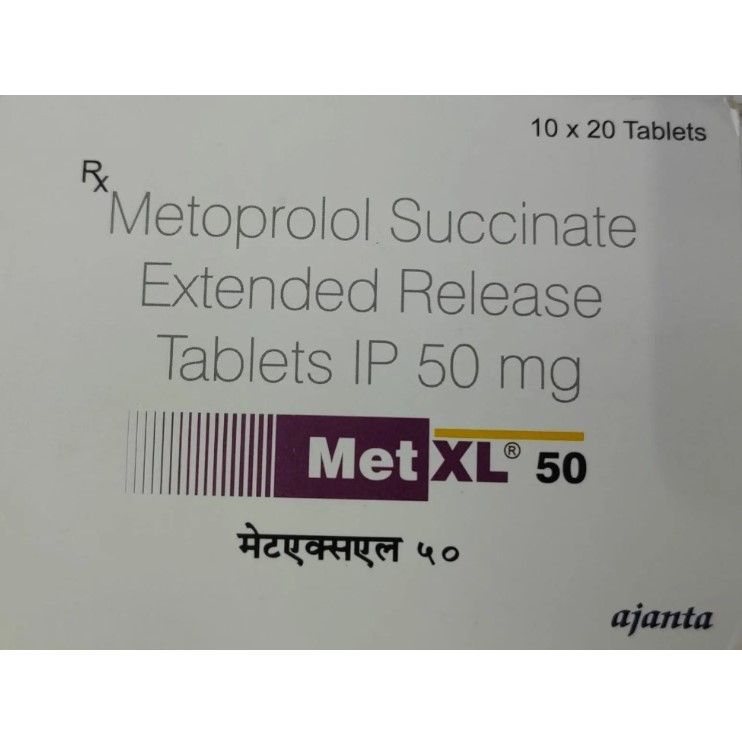 10 x 20 Tablets
Rx
Metoprolol Succinate
Extended Release
Tablets IP 50 mg
Met XL® 50
मेटएक्सएल ५०
ajanta